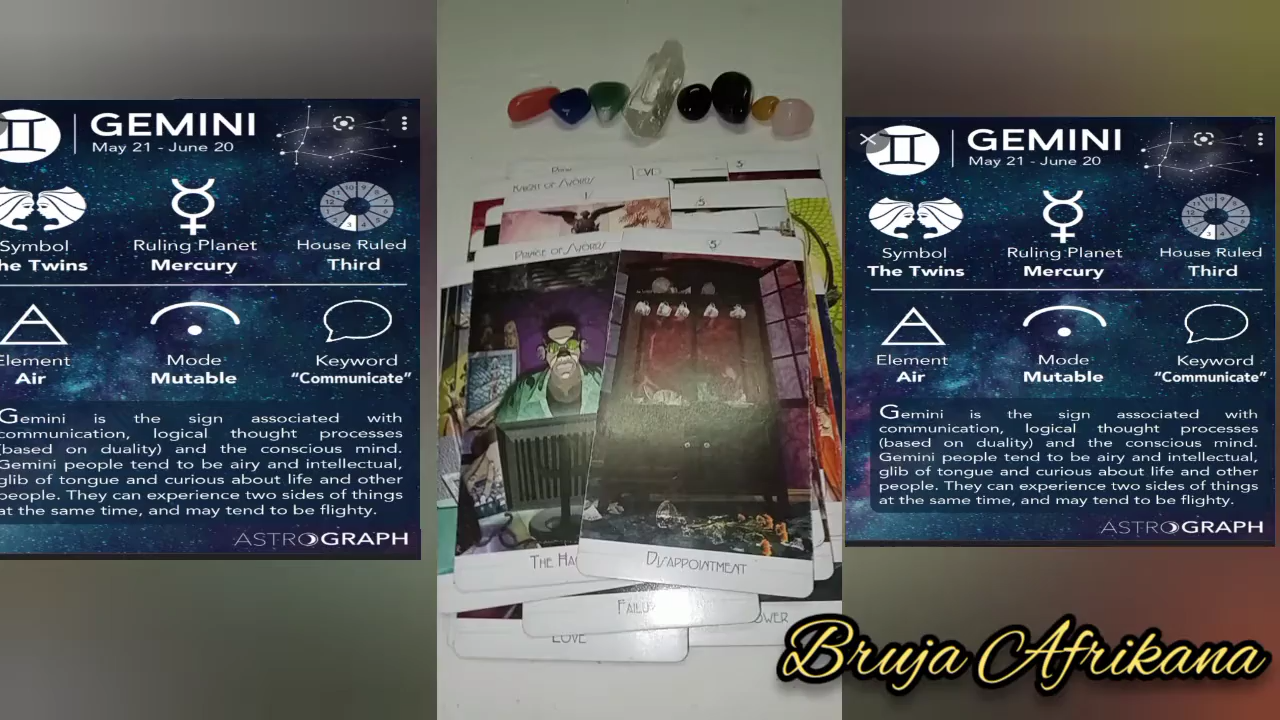 GEMINI
May 21 - June 20
Symbol
The Twins
Ruling Planet
Mercury
House Ruled
Third
Element
Air
Mode
Mutable
Keyword
"Communicate"
Gemini is the sign associated with
communication, logical thought processes
(based on duality) and the conscious mind.
Gemini people tend to be airy and intellectual,
glib of tongue and curious about life and other
people. They can experience two sides of things
at the same time, and may tend to be flighty.
ASTROGRAPH
KNIGHT OF SWORDS
PRINCE OF SWORDS
5
5
5
THE
DISAPPOINTMENT
LOVE
GEMINI
May 21 - June 20
Symbol
The Twins
Ruling Planet
Mercury
House Ruled
Third
Element
Air
Mode
Mutable
Keyword
"Communicate"
Gemini is the sign associated with
communication, logical thought processes
(based on duality) and the conscious mind.
Gemini people tend to be airy and intellectual,
glib of tongue and curious about life and other
people. They can experience two sides of things
at the same time, and may tend to be flighty.
ASTROGRAPH
Bruja Afrikana